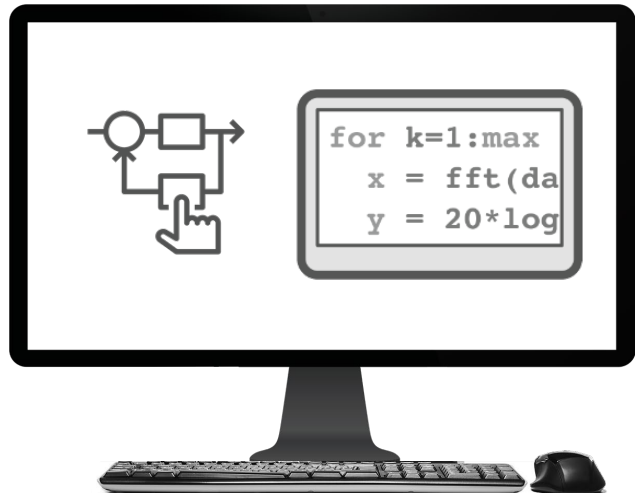 for k=1:max
x = fft(da
y = 20*log